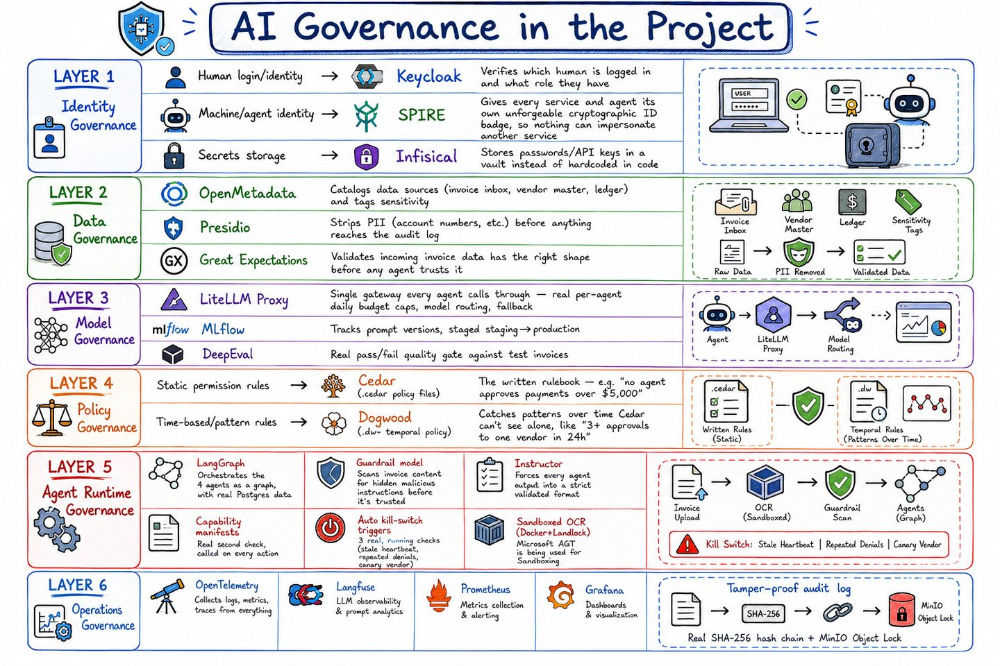 AI Governance in the Project
LAYER 1
Identity
Governance
Human login/identity
Keycloak
Verifies which human is logged in
and what role they have
Machine/agent identity
SPIRE
Gives every service and agent its
own unforgeable cryptographic ID
badge, so nothing can impersonate
another service
Secrets storage
Infisical
Stores passwords/API keys in a
vault instead of hardcoded in code
USER
******
LAYER 2
Data
Governance
OpenMetadata
Catalogs data sources (invoice inbox, vendor master, ledger)
and tags sensitivity
Presidio
Strips PII (account numbers, etc.) before anything
reaches the audit log
GX
Great Expectations
Validates incoming invoice data has the right shape
before any agent trusts it
Invoice
Inbox
Vendor
Master
$
Ledger
Sensitivity
Tags
Raw Data
PII Removed
Validated Data
LAYER 3
Model
Governance
LiteLLM Proxy
Single gateway every agent calls through — real per-agent
daily budget caps, model routing, fallback
mlflow
MLflow
Tracks prompt versions, staged staging→production
DeepEval
Real pass/fail quality gate against test invoices
Agent
LiteLLM
Proxy
Model
Routing
LAYER 4
Policy
Governance
Static permission rules
Cedar
(.cedar policy files)
The written rulebook — e.g. "no agent
approves payments over $5,000"
Time-based/pattern rules
Dogwood
(.dw- temporal policy)
Catches patterns over time Cedar
can't see alone, like "3+ approvals
to one vendor in 24h"
.cedar
Written Rules
(Static)
.dw
Temporal Rules
(Patterns Over Time)
LAYER 5
Agent Runtime
Governance
LangGraph
Orchestrates the
4 agents as a graph,
with real Postgres data
Guardrail model
Scans invoice content
for hidden malicious
instructions before
it's trusted
Instructor
Forces every agent
output into a strict
validated format
Capability
manifests
Real second check,
called on every action
Auto kill-switch
triggers
3 real, running checks
(stale heartbeat,
repeated denials,
canary vendor)
Sandboxed OCR
(Docker+Landlock)
Microsoft AGT
is being used for
Sandboxing
Invoice
Upload
OCR
(Sandboxed)
Guardrail
Scan
Agents
(Graph)
Kill Switch: Stale Heartbeat | Repeated Denials | Canary Vendor
LAYER 6
Operations
Governance
OpenTelemetry
Collects logs, metrics,
traces from everything
Langfuse
LLM observability
& prompt analytics
Prometheus
Metrics collection
& alerting
Grafana
Dashboards
& visualization
Tamper-proof audit log
SHA-256
MinIO
Object Lock
Real SHA-256 hash chain + MinIO Object Lock